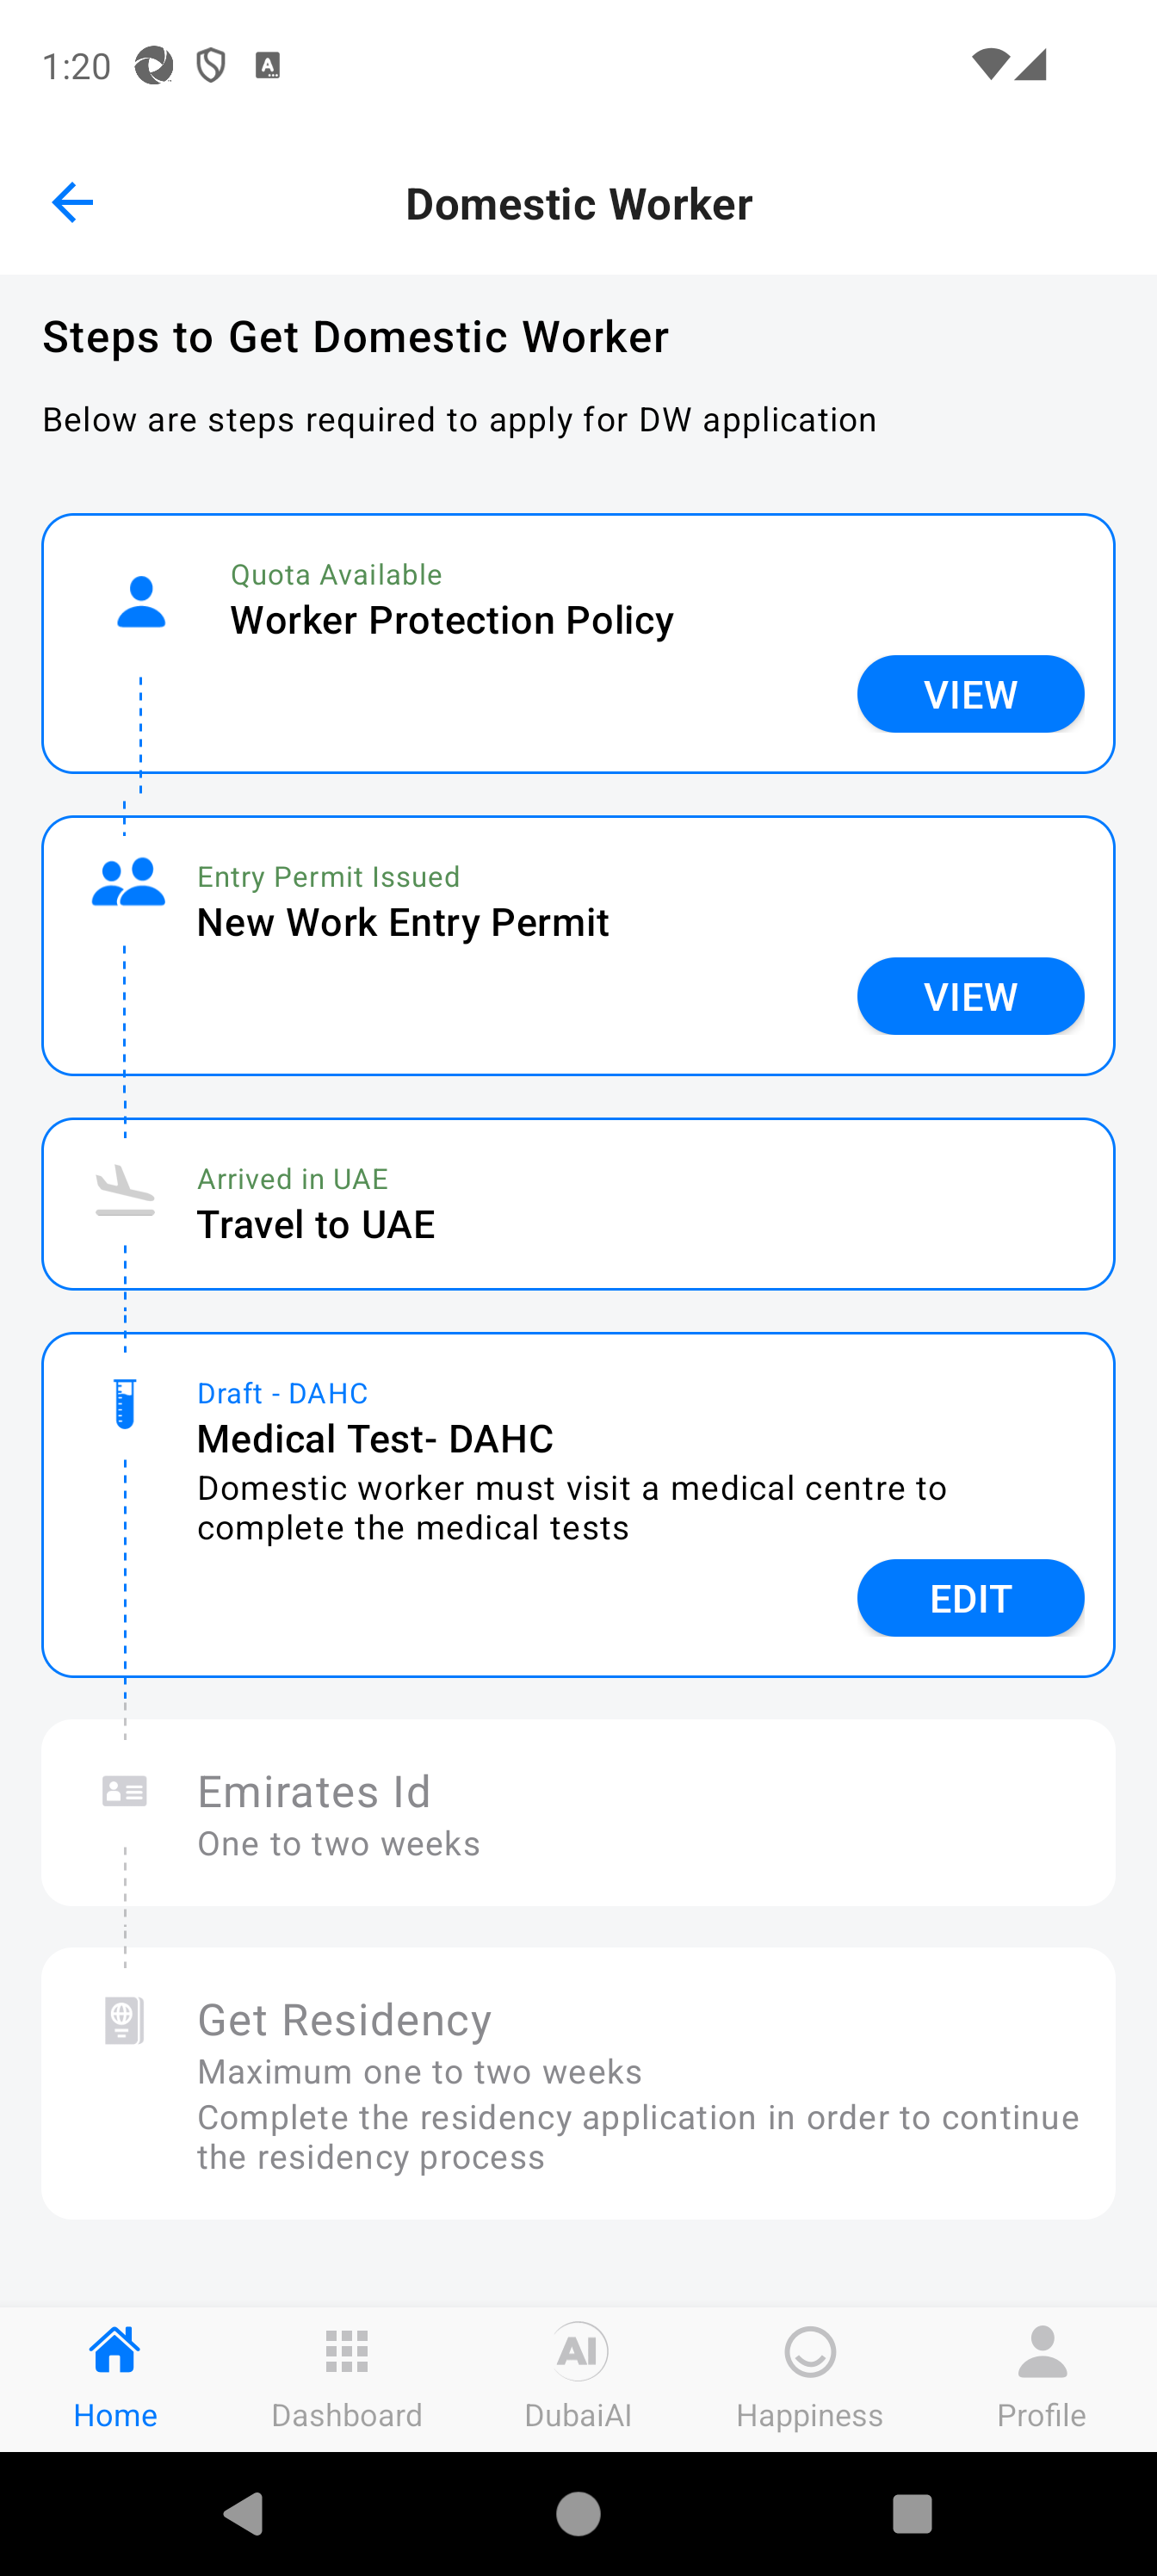 1:20
Domestic Worker
Steps to Get Domestic Worker
Below are steps required to apply for DW application
Quota Available
Worker Protection Policy
VIEW
Entry Permit Issued
New Work Entry Permit
VIEW
Arrived in UAE
Travel to UAE
Draft - DAHC
Medical Test- DAHC
Domestic worker must visit a medical centre to
complete the medical tests
EDIT
Emirates Id
One to two weeks
Get Residency
Maximum one to two weeks
Complete the residency application in order to continue
the residency process
AI
Home
Dashboard
DubaiAI
Happiness
Profile